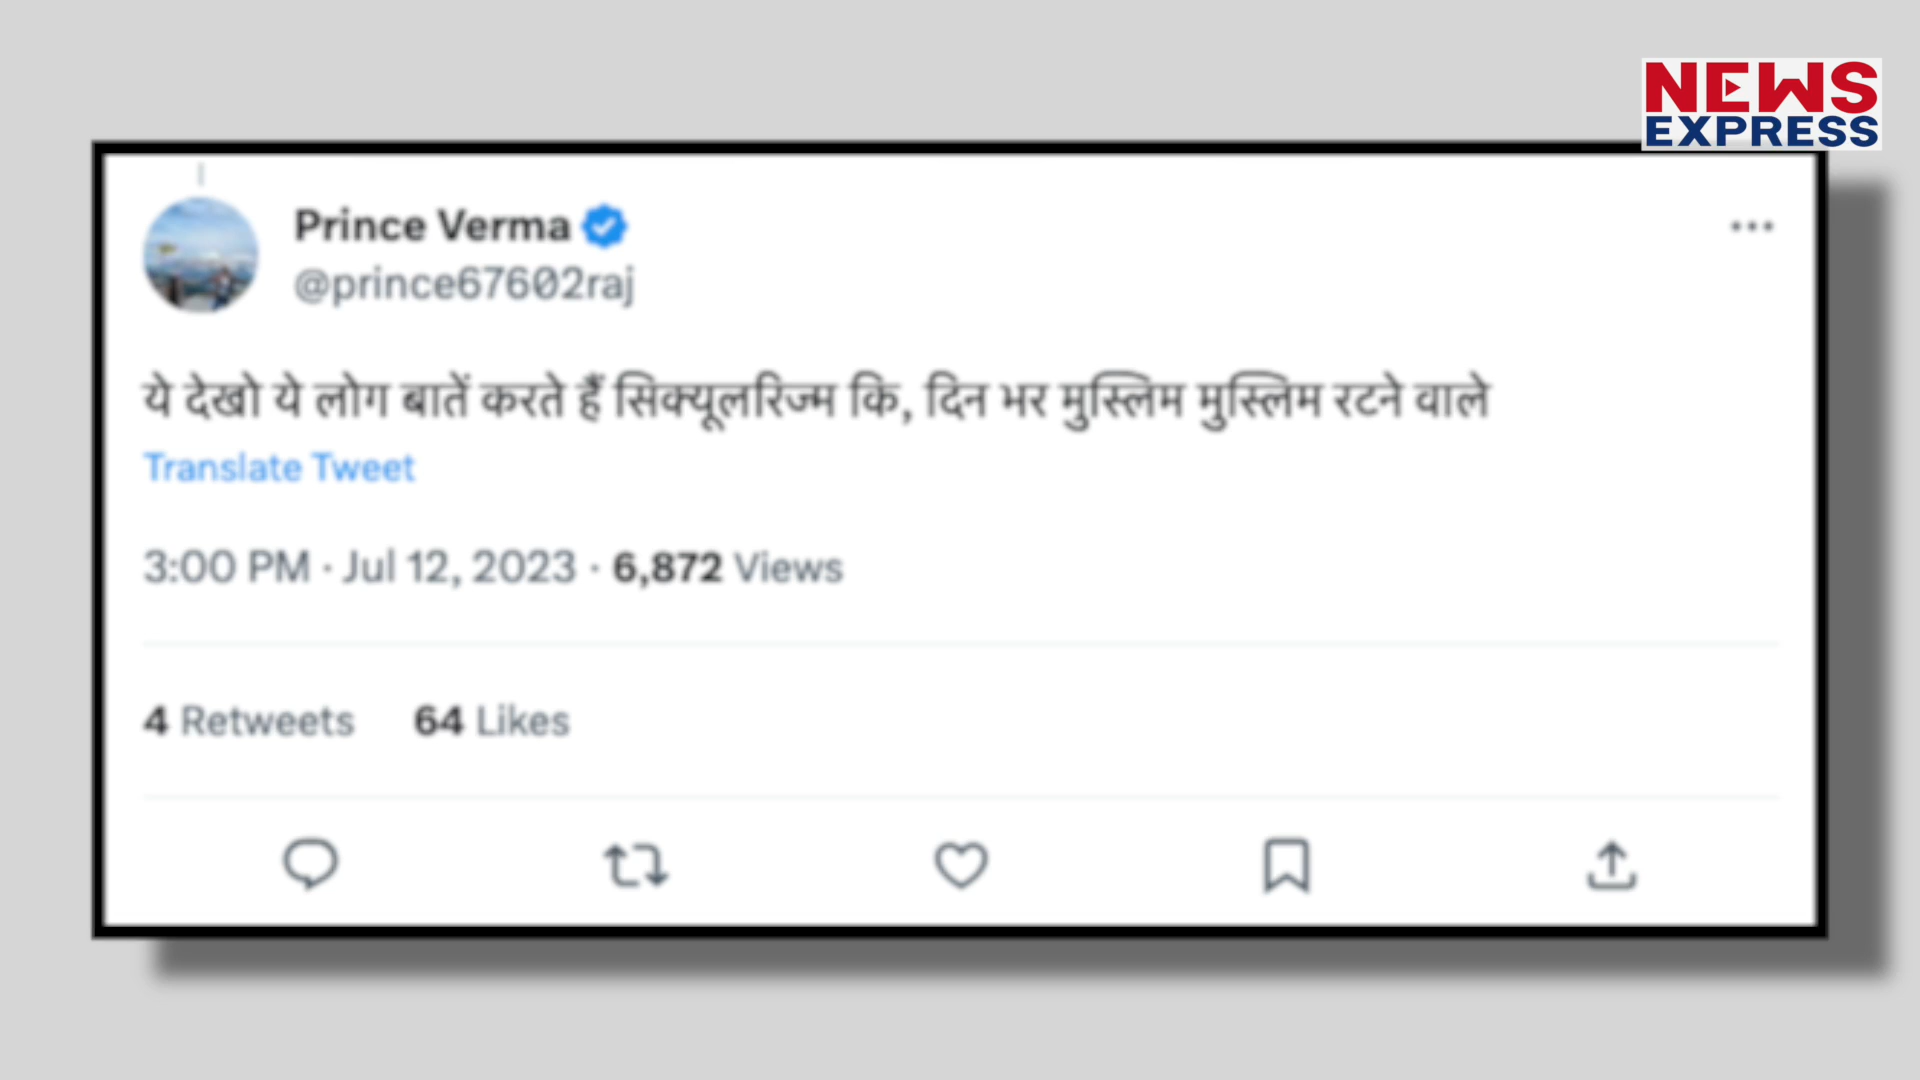 NEWS
EXPRESS
Prince Verma
@prince67602raj
ये देखो ये लोग बातें करते हैं सिक्यूलरिज्म कि, दिन भर मुस्लिम मुस्लिम रटने वाले
Translate Tweet
3:00 PM · Jul 12, 2023 · 6,872 Views
4 Retweets 64 Likes